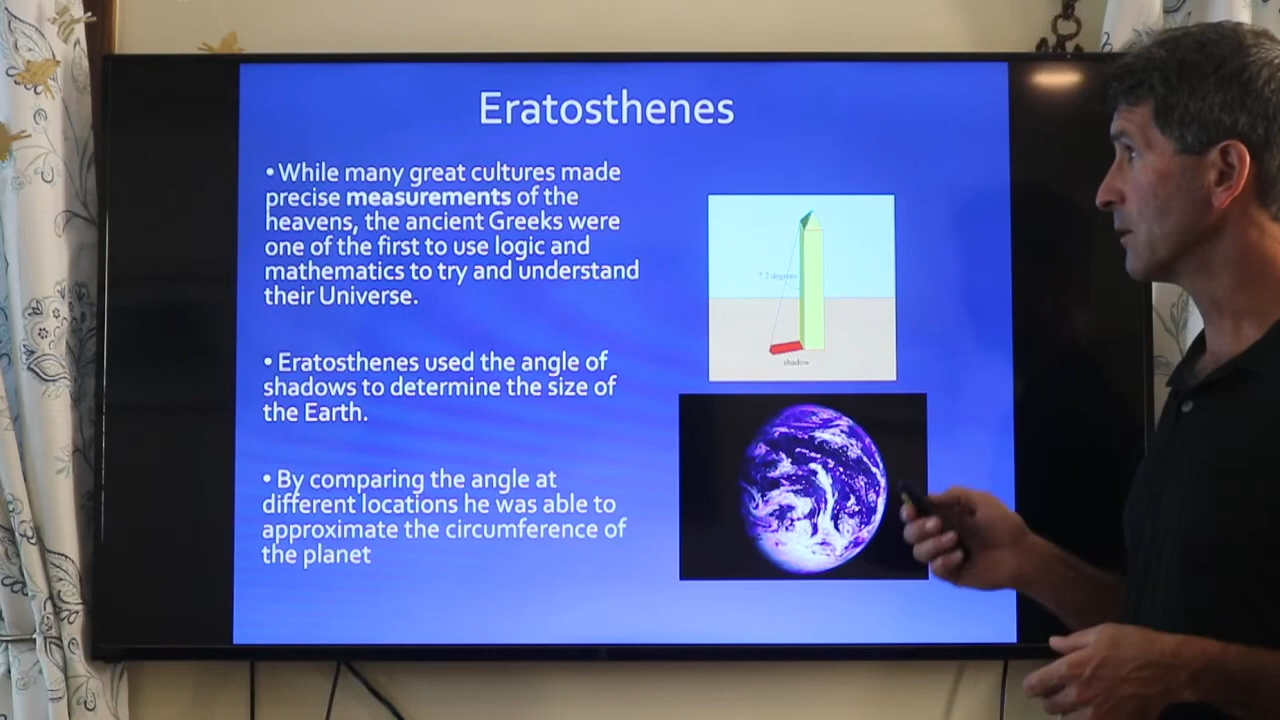 Eratosthenes
• While many great cultures made
precise measurements of the
heavens, the ancient Greeks were
one of the first to use logic and
mathematics to try and understand
their Universe.
• Eratosthenes used the angle of
shadows to determine the size of
the Earth.
• By comparing the angle at
different locations he was able to
approximate the circumference of
the planet
7.2 degrees
shadow